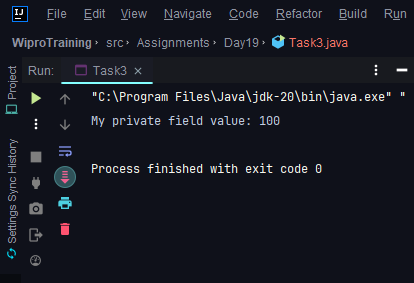 IJ File Edit View Navigate Code Refactor Build Run
WiproTraining › src › Assignments › Day19 › Task3.java
Project
Run: Task3 ×
"C:\Program Files\Java\jdk-20\bin\java.exe" "
My private field value: 100
Process finished with exit code 0
Settings Sync History